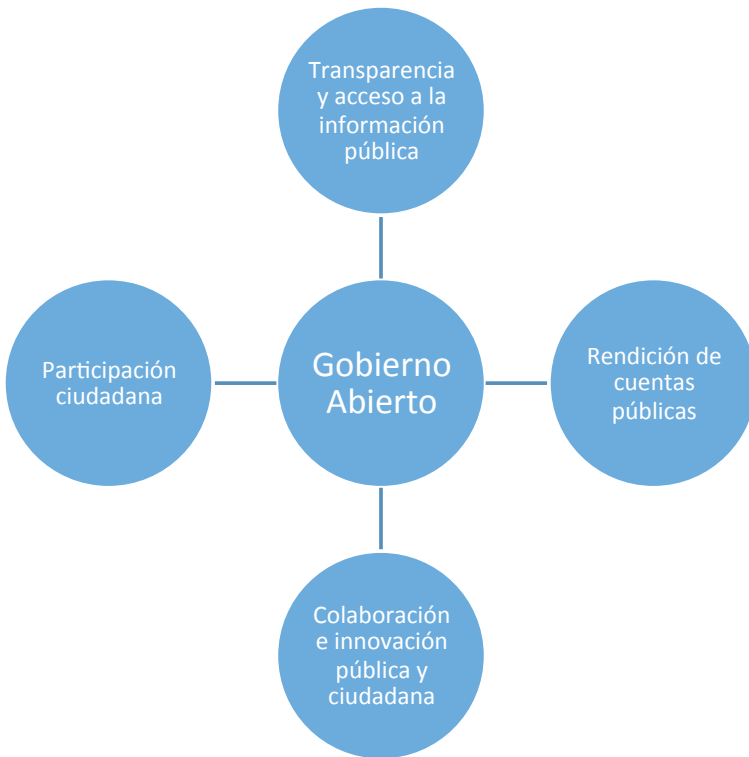 Transparencia
y acceso a la
información
pública
Participación
ciudadana
Gobierno
Abierto
Rendición de
cuentas
públicas
Colaboración
e innovación
pública y
ciudadana